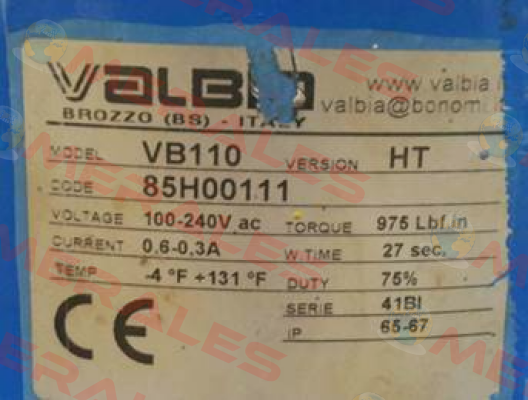 VALBIA
www valbia
valbia@bonomi.
BROZZO (BS) - ITALY
MODEL VB110 VERSION HT
CODE 85H00111
VOLTAGE 100-240V ac TORQUE 975 Lbf.in
CURRENT 0,6-0,3A W.TIME 27 sec.
TEMP -4 °F +131 °F DUTY 75%
SERIE 41BI
IP 65-67
CE
MERALES